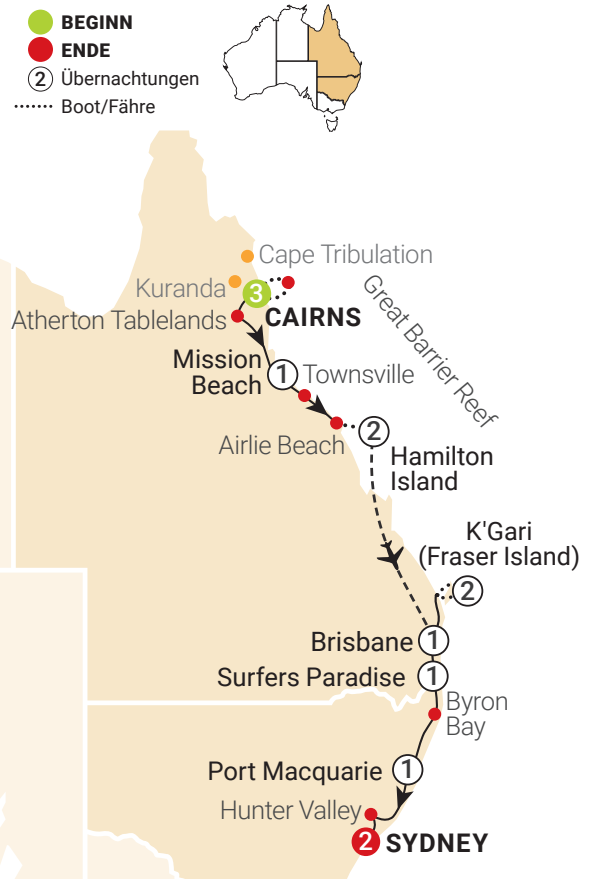 BEGINN
ENDE
2 Übernachtungen
Boot/Fähre
Cape Tribulation
Kuranda
3
CAIRNS
Atherton Tablelands
Great Barrier Reef
Mission
Beach
1
Townsville
Airlie Beach
2
Hamilton
Island
K'Gari
(Fraser Island)
2
Brisbane
1
Surfers Paradise
1
Byron
Bay
Port Macquarie
1
Hunter Valley
2
SYDNEY